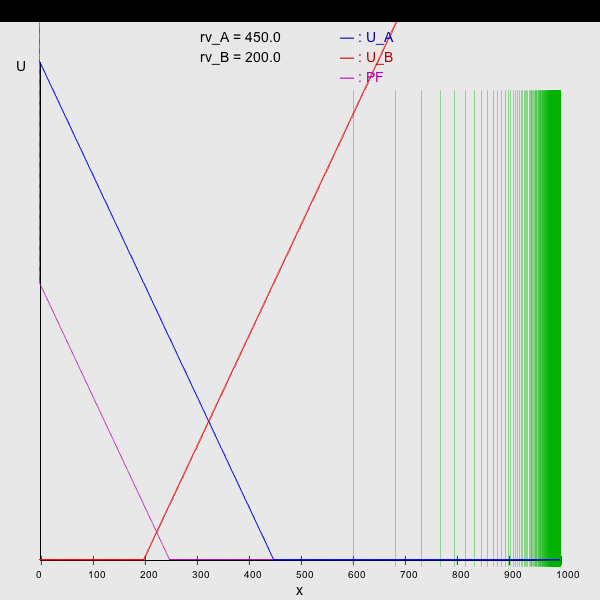 rv_A = 450.0 — : U_A
rv_B = 200.0 — : U_B
— : PF
U
0 100 200 300 400 500 600 700 800 900 1000
x